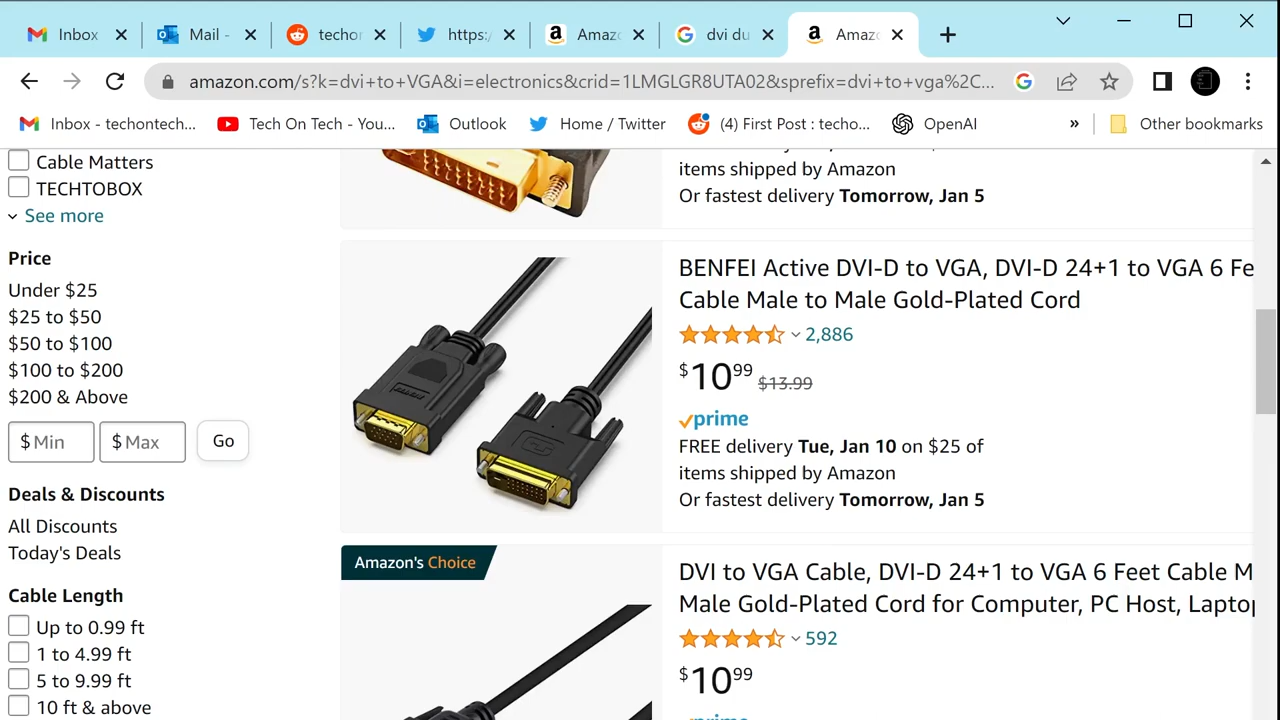 Inbox
Mail -
techor
https:/
Amaz
dvi du
Amaz
amazon.com/s?k=dvi+to+VGA&i=electronics&crid=1LMGLGR8UTA02&sprefix=dvi+to+vga%2C...
Inbox - techontech...
Tech On Tech - You...
Outlook
Home / Twitter
(4) First Post : techo...
OpenAI
»
Other bookmarks
Cable Matters
TECHTOBOX
See more
Price
Under $25
$25 to $50
$50 to $100
$100 to $200
$200 & Above
$ Min
$ Max
Go
Deals & Discounts
All Discounts
Today's Deals
Cable Length
Up to 0.99 ft
1 to 4.99 ft
5 to 9.99 ft
10 ft & above
items shipped by Amazon
Or fastest delivery Tomorrow, Jan 5
BENFEI Active DVI-D to VGA, DVI-D 24+1 to VGA 6 Fe
Cable Male to Male Gold-Plated Cord
2,886
$10.99 $13.99
prime
FREE delivery Tue, Jan 10 on $25 of
items shipped by Amazon
Or fastest delivery Tomorrow, Jan 5
Amazon's Choice
DVI to VGA Cable, DVI-D 24+1 to VGA 6 Feet Cable M
Male Gold-Plated Cord for Computer, PC Host, Laptop
592
$10.99